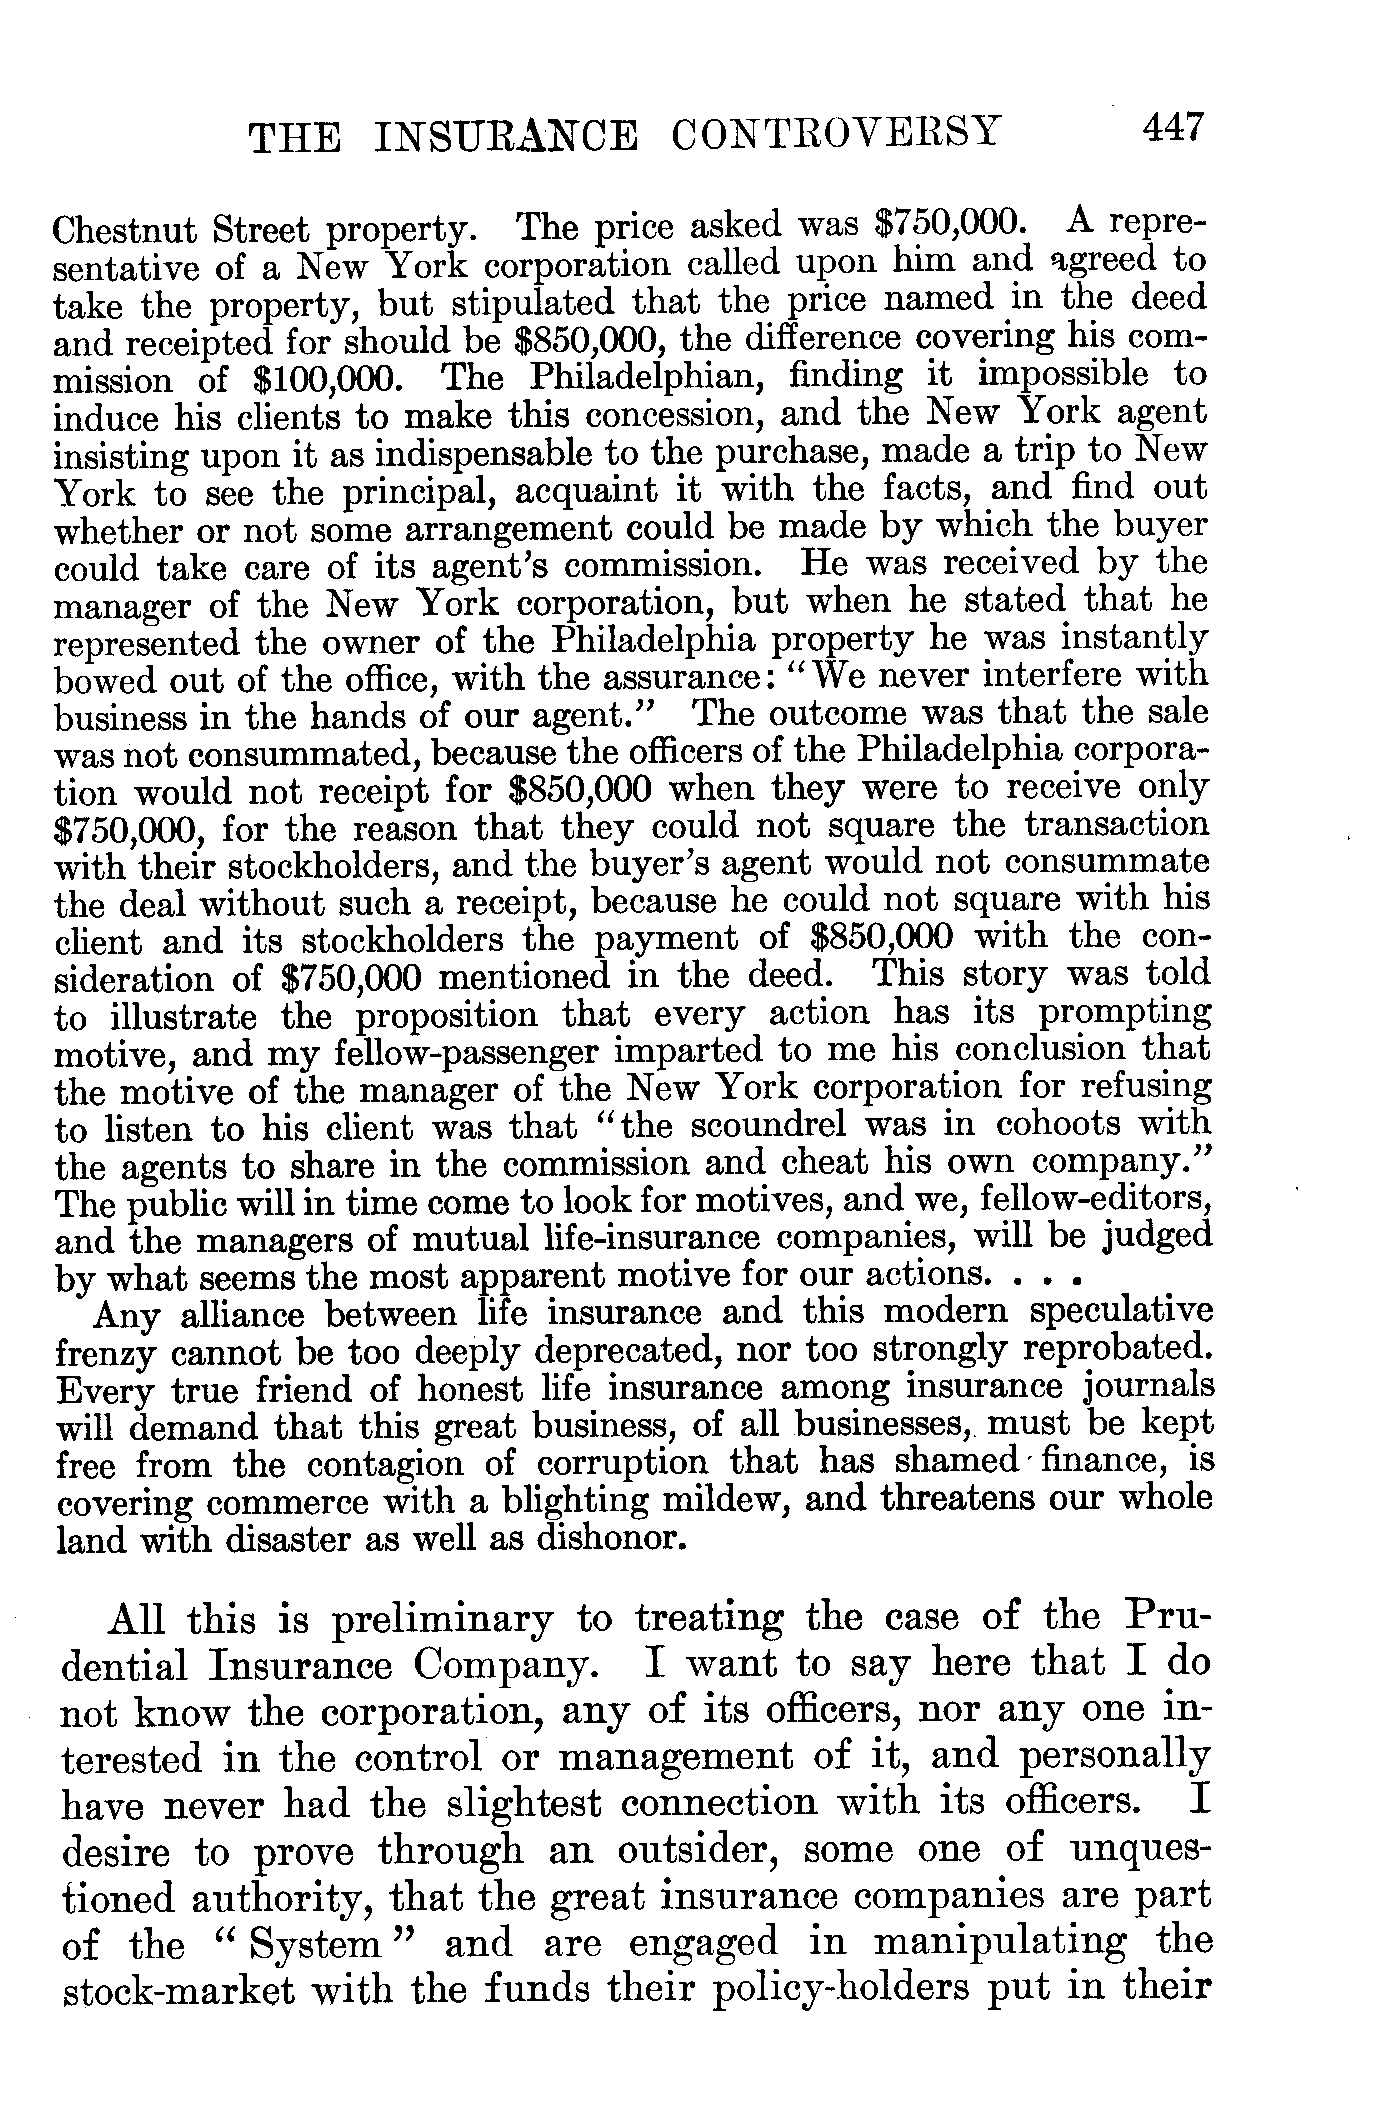 THE INSURANCE CONTROVERSY 447
Chestnut Street property. The price asked was $750,000. A repre-
sentative of a New York corporation called upon him and agreed to
take the property, but stipulated that the price named in the deed
and receipted for should be $850,000, the difference covering his com-
mission of $100,000. The Philadelphian, finding it impossible to
induce his clients to make this concession, and the New York agent
insisting upon it as indispensable to the purchase, made a trip to New
York to see the principal, acquaint it with the facts, and find out
whether or not some arrangement could be made by which the buyer
could take care of its agent's commission. He was received by the
manager of the New York corporation, but when he stated that he
represented the owner of the Philadelphia property he was instantly
bowed out of the office, with the assurance: "We never interfere with
business in the hands of our agent." The outcome was that the sale
was not consummated, because the officers of the Philadelphia corpora-
tion would not receipt for $850,000 when they were to receive only
$750,000, for the reason that they could not square the transaction
with their stockholders, and the buyer's agent would not consummate
the deal without such a receipt, because he could not square with his
client and its stockholders the payment of $850,000 with the con-
sideration of $750,000 mentioned in the deed. This story was told
to illustrate the proposition that every action has its prompting
motive, and my fellow-passenger imparted to me his conclusion that
the motive of the manager of the New York corporation for refusing
to listen to his client was that "the scoundrel was in cohoots with
the agents to share in the commission and cheat his own company."
The public will in time come to look for motives, and we, fellow-editors,
and the managers of mutual life-insurance companies, will be judged
by what seems the most apparent motive for our actions. . . .
Any alliance between life insurance and this modern speculative
frenzy cannot be too deeply deprecated, nor too strongly reprobated.
Every true friend of honest life insurance among insurance journals
will demand that this great business, of all businesses, must be kept
free from the contagion of corruption that has shamed finance, is
covering commerce with a blighting mildew, and threatens our whole
land with disaster as well as dishonor.
All this is preliminary to treating the case of the Pru-
dential Insurance Company. I want to say here that I do
not know the corporation, any of its officers, nor any one in-
terested in the control or management of it, and personally
have never had the slightest connection with its officers. I
desire to prove through an outsider, some one of unques-
tioned authority, that the great insurance companies are part
of the "System" and are engaged in manipulating the
stock-market with the funds their policy-holders put in their